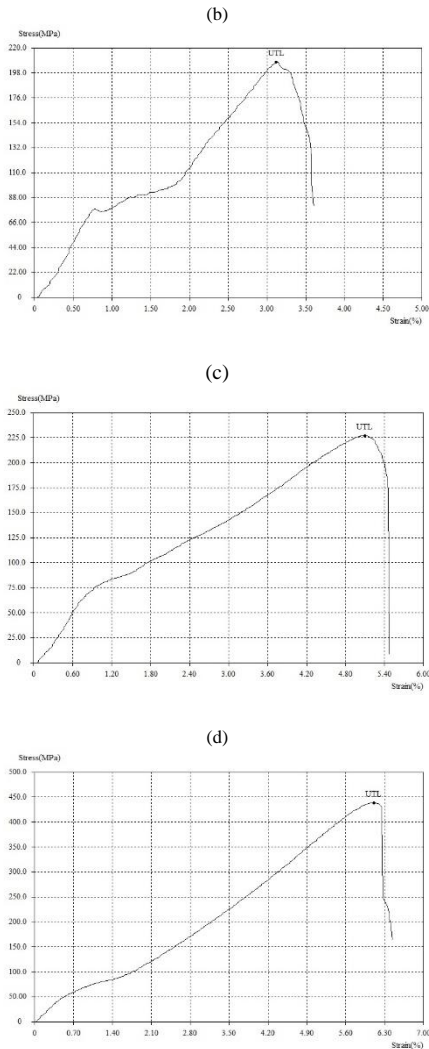 (b)
Stress(MPa)
220.0
UTL
198.0
176.0
154.0
132.0
110.0
88.00
66.00
44.00
22.00
0
0 0.50 1.00 1.50 2.00 2.50 3.00 3.50 4.00 4.50 5.00
Strain(%)
(c)
Stress(MPa)
250.0
UTL
225.0
200.0
175.0
150.0
125.0
100.0
75.00
50.00
25.00
0
0 0.60 1.20 1.80 2.40 3.00 3.60 4.20 4.80 5.40 6.00
Strain(%)
(d)
Stress(MPa)
500.0
UTL
450.0
400.0
350.0
300.0
250.0
200.0
150.0
100.0
50.00
0
0 0.70 1.40 2.10 2.80 3.50 4.20 4.90 5.60 6.30 7.00
Strain(%)